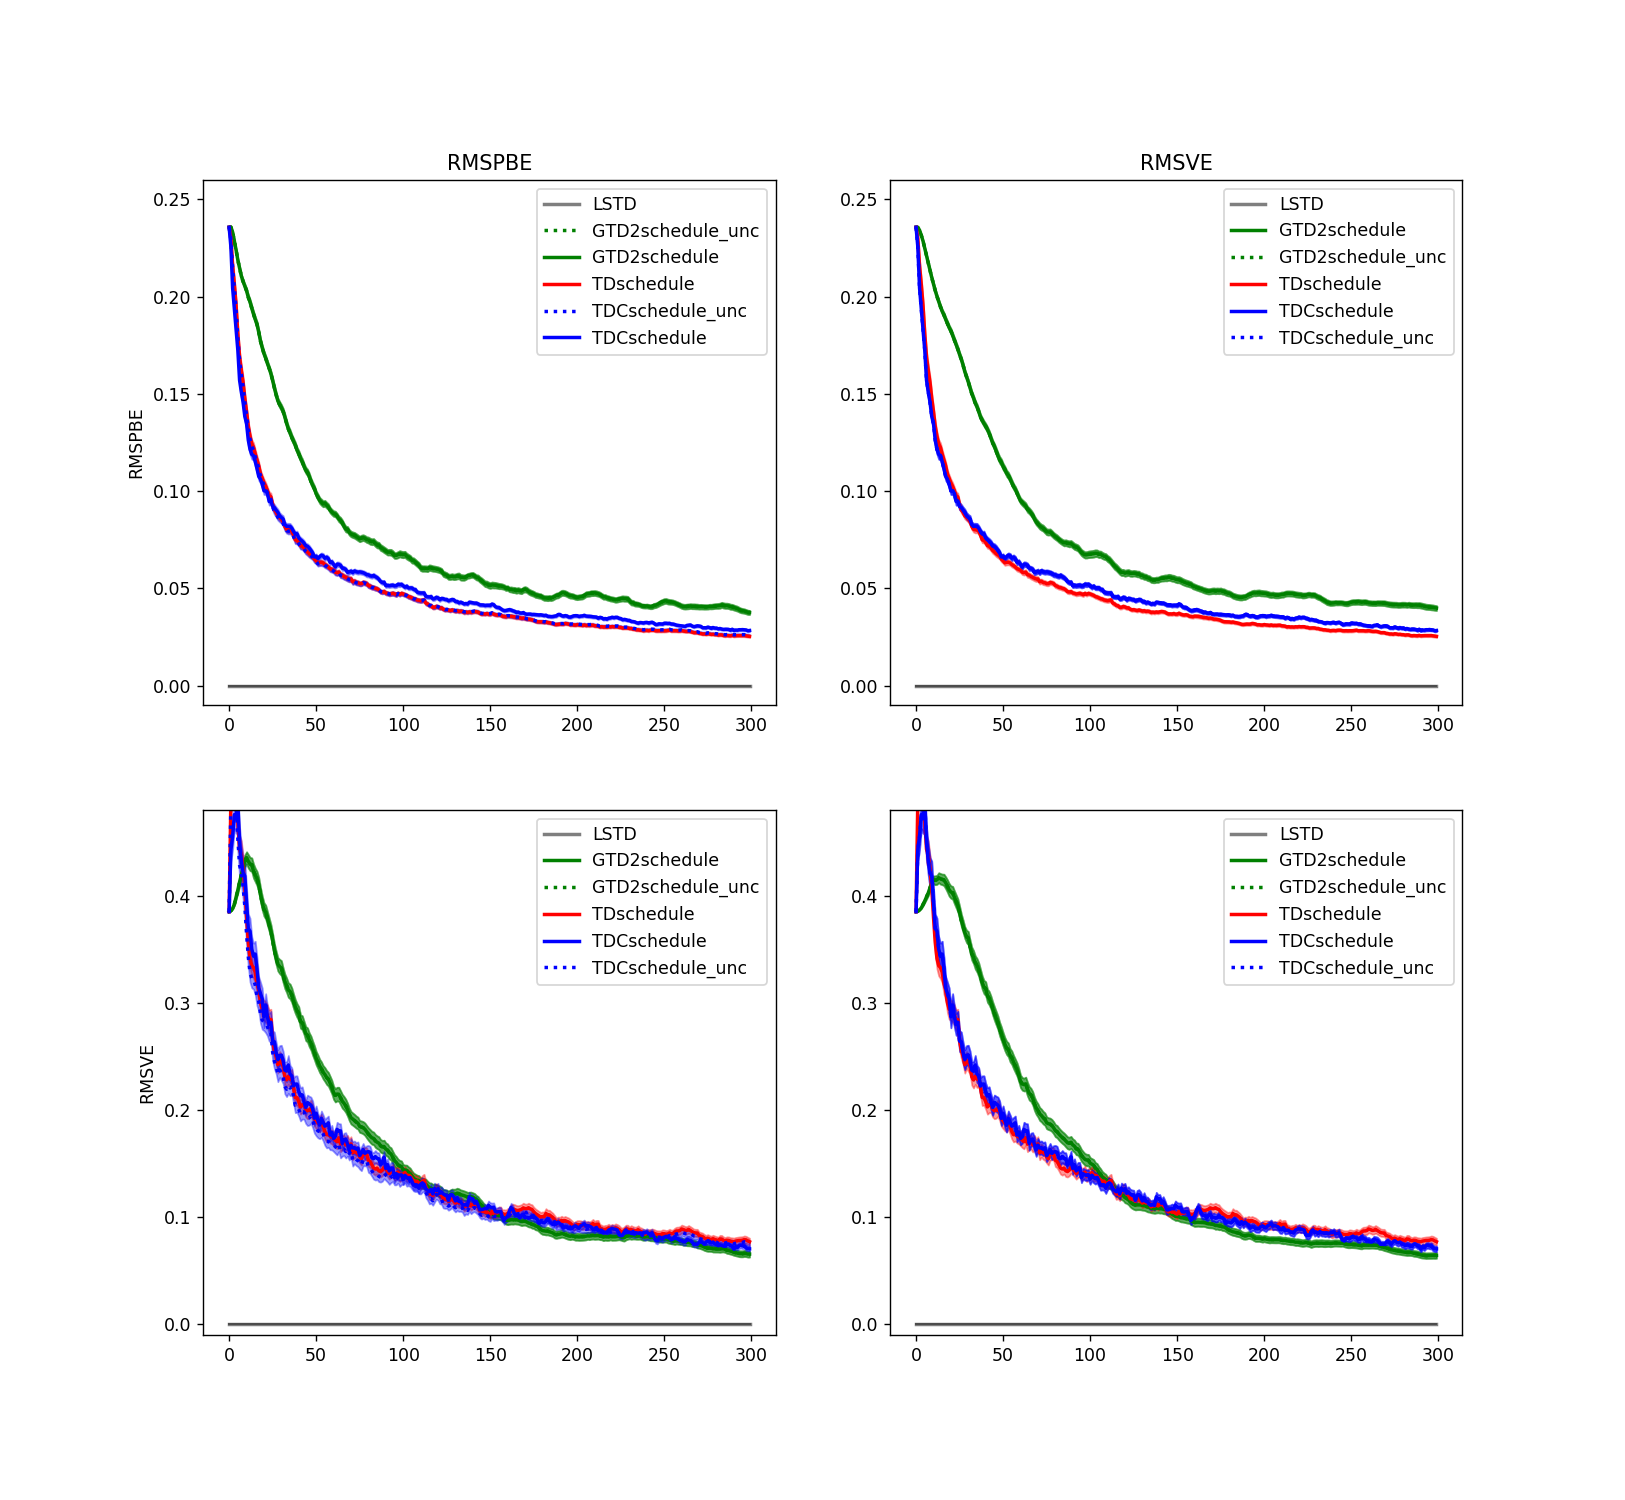 RMSPBE
RMSPBE
0.25
0.20
0.15
0.10
0.05
0.00
0 50 100 150 200 250 300
LSTD
GTD2schedule_unc
GTD2schedule
TDschedule
TDCschedule_unc
TDCschedule
RMSVE
0.25
0.20
0.15
0.10
0.05
0.00
0 50 100 150 200 250 300
LSTD
GTD2schedule
GTD2schedule_unc
TDschedule
TDCschedule
TDCschedule_unc
RMSVE
0.4
0.3
0.2
0.1
0.0
0 50 100 150 200 250 300
LSTD
GTD2schedule
GTD2schedule_unc
TDschedule
TDCschedule
TDCschedule_unc
0.4
0.3
0.2
0.1
0.0
0 50 100 150 200 250 300
LSTD
GTD2schedule
GTD2schedule_unc
TDschedule
TDCschedule
TDCschedule_unc